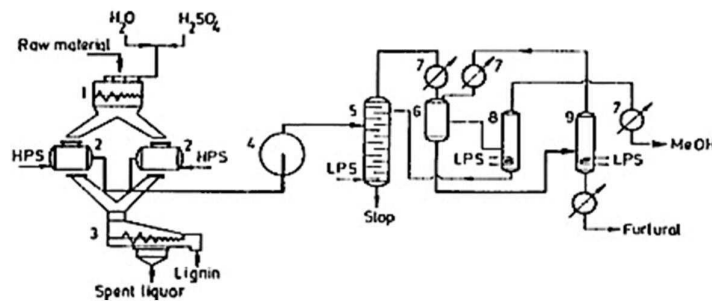 H2O
H2SO4
Raw material
1
2
2
HPS
HPS
3
Lignin
Spent liquor
4
5
LPS
Slop
7
7
6
8
9
7
LPS
LPS
MeOH
Furfural